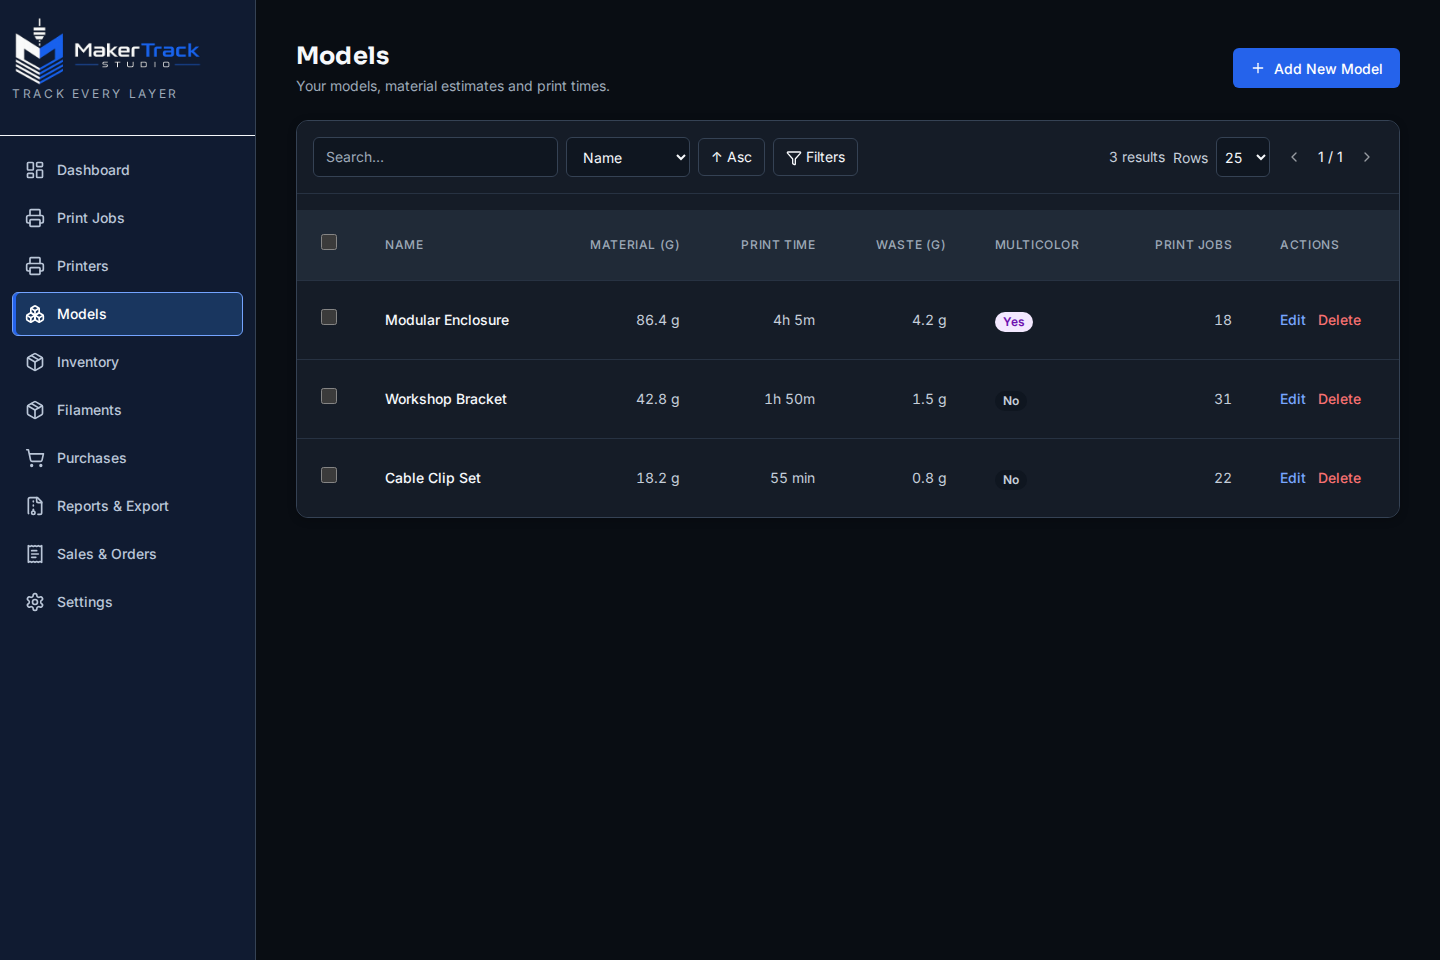 MakerTrack
STUDIO
TRACK EVERY LAYER
Dashboard
Print Jobs
Printers
Models
Inventory
Filaments
Purchases
Reports & Export
Sales & Orders
Settings
Models
Your models, material estimates and print times.
+ Add New Model
Search... Name ↑ Asc Filters 3 results Rows 25 1 / 1
NAME MATERIAL (G) PRINT TIME WASTE (G) MULTICOLOR PRINT JOBS ACTIONS
Modular Enclosure 86.4 g 4h 5m 4.2 g Yes 18 Edit Delete
Workshop Bracket 42.8 g 1h 50m 1.5 g No 31 Edit Delete
Cable Clip Set 18.2 g 55 min 0.8 g No 22 Edit Delete